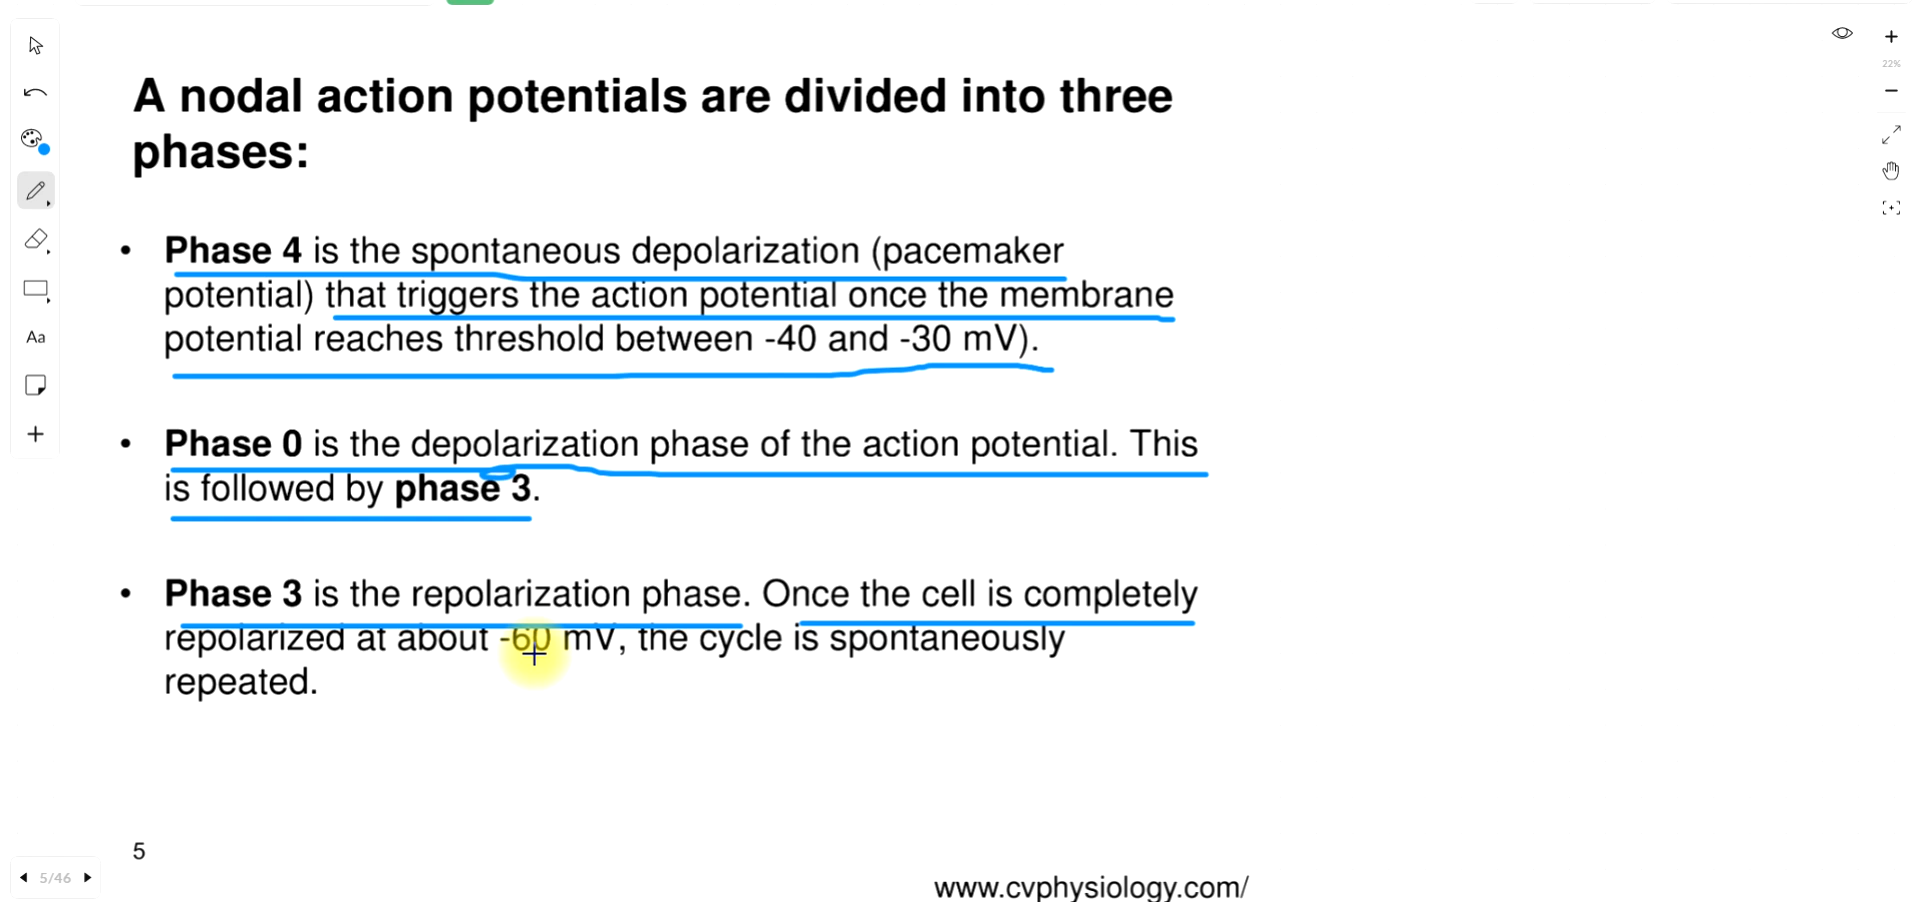 A nodal action potentials are divided into three
phases:
• Phase 4 is the spontaneous depolarization (pacemaker
potential) that triggers the action potential once the membrane
potential reaches threshold between -40 and -30 mV).
• Phase 0 is the depolarization phase of the action potential. This
is followed by phase 3.
• Phase 3 is the repolarization phase. Once the cell is completely
repolarized at about -60 mV, the cycle is spontaneously
repeated.
5
www.cvphysiology.com/
22%
Aa
5/46